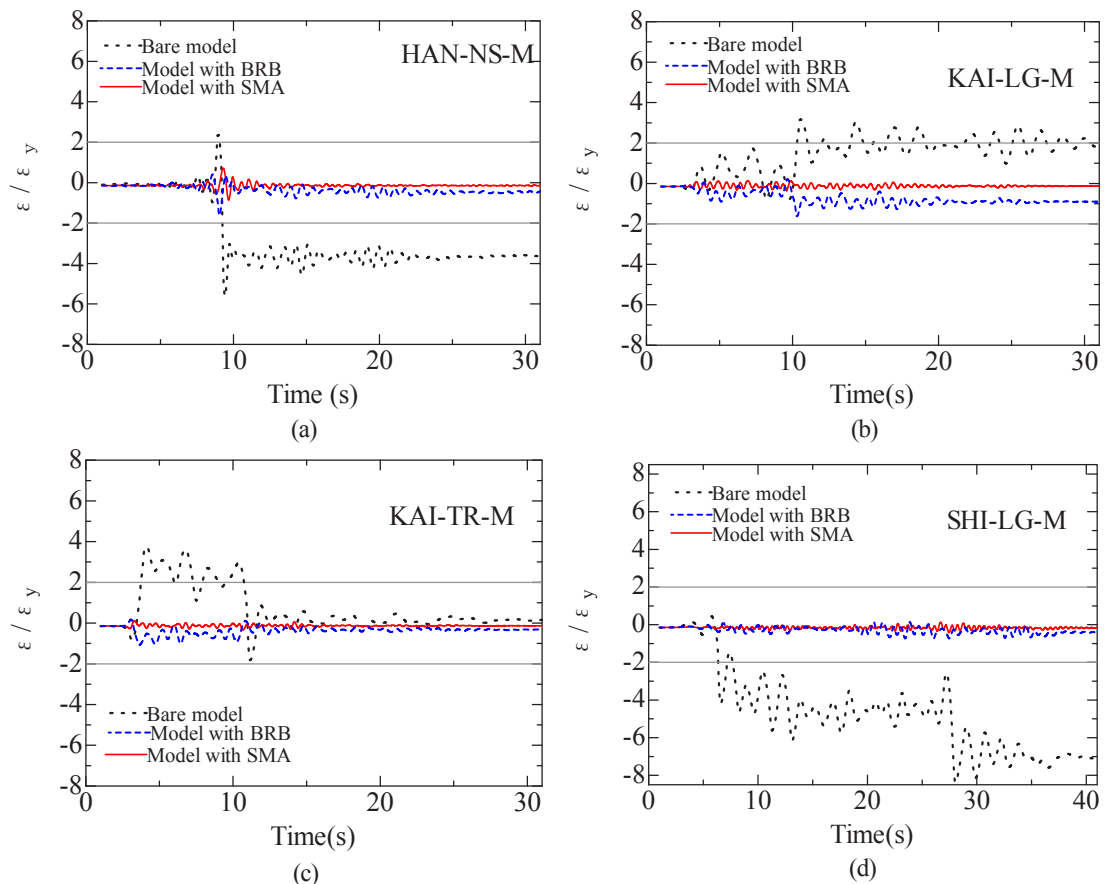 8
6
4
2
0
-2
-4
-6
-8
ε / ε y
Bare model
Model with BRB
Model with SMA
HAN-NS-M
0 10 20 30
Time (s)
(a)
8
6
4
2
0
-2
-4
-6
-8
ε / ε y
Bare model
Model with BRB
Model with SMA
KAI-LG-M
0 10 20 30
Time(s)
(b)
8
6
4
2
0
-2
-4
-6
-8
ε / ε y
KAI-TR-M
Bare model
Model with BRB
Model with SMA
0 10 20 30
Time(s)
(c)
8
6
4
2
0
-2
-4
-6
-8
ε / ε y
Bare model
Model with BRB
Model with SMA
SHI-LG-M
0 10 20 30 40
Time(s)
(d)